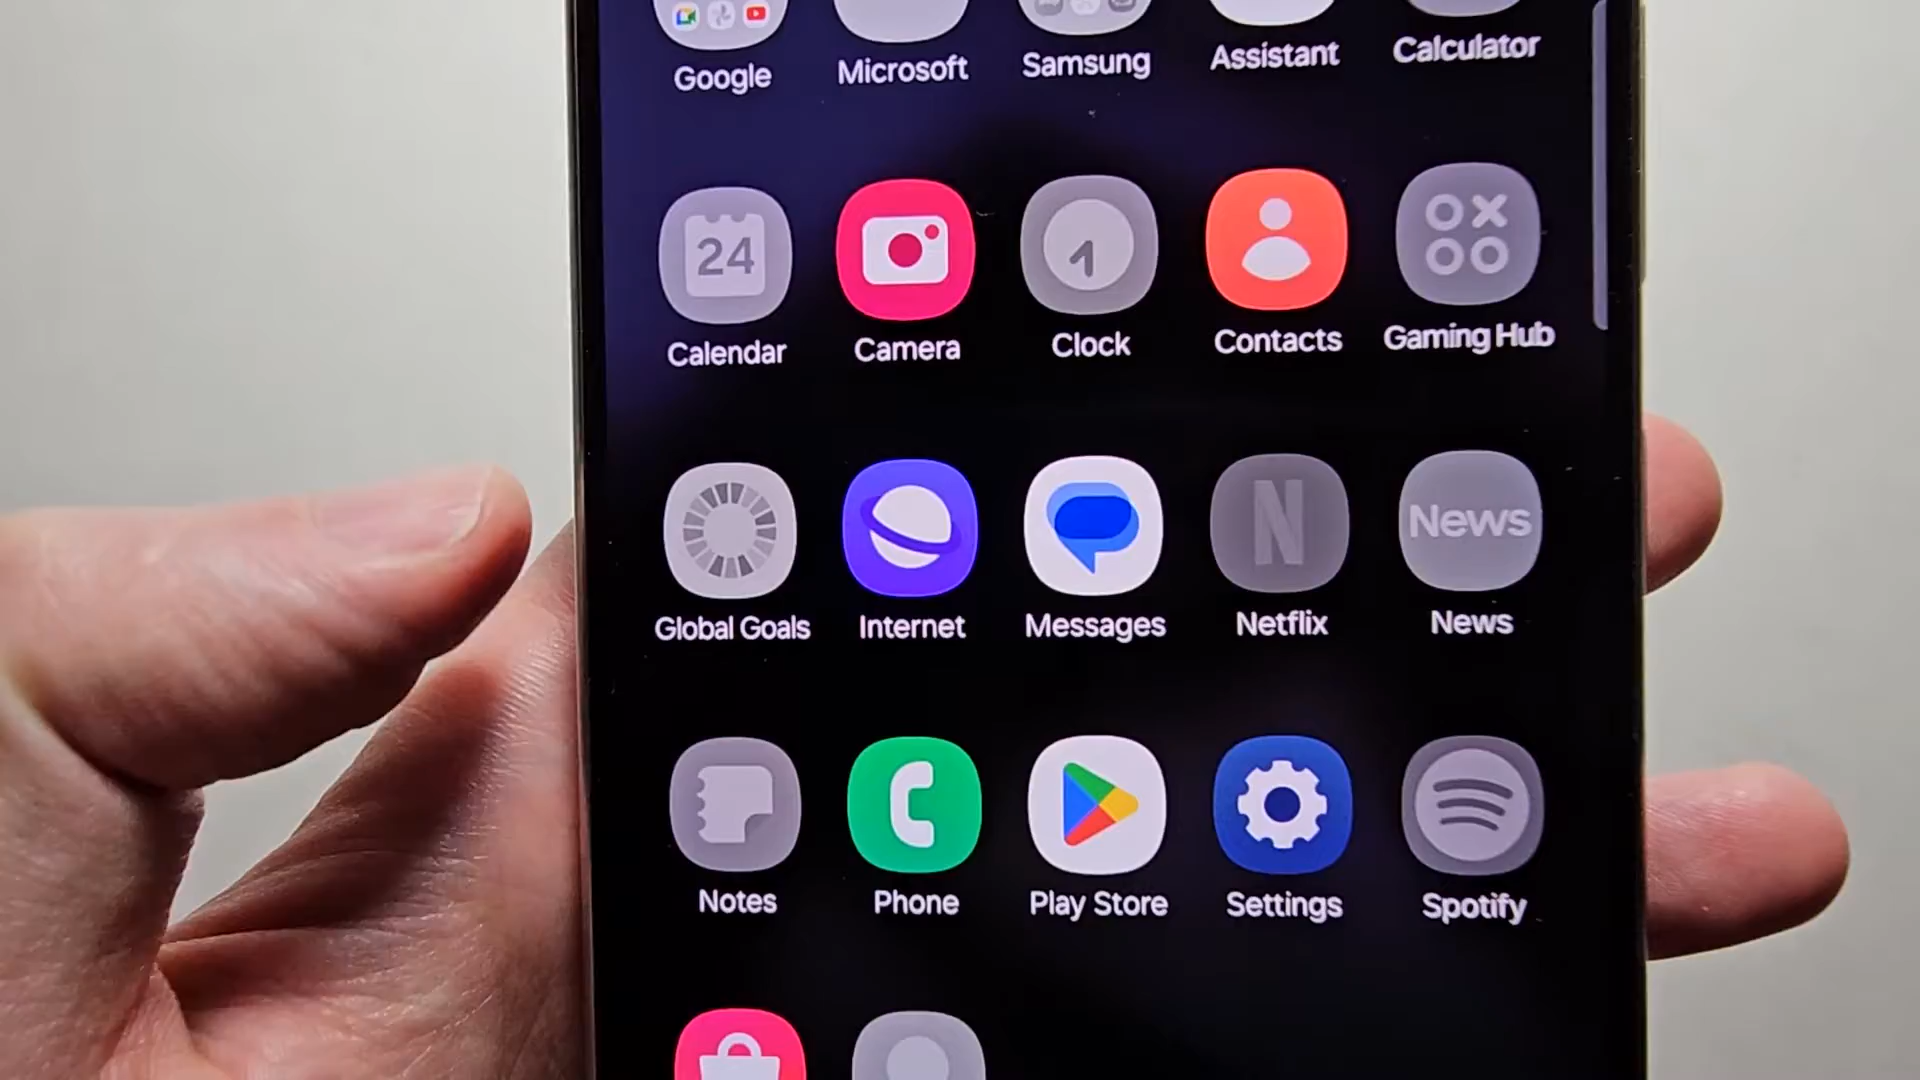 Google
Microsoft
Samsung
Assistant
Calculator
24
Calendar
Camera
Clock
Contacts
Gaming Hub
N
News
Global Goals
Internet
Messages
Netflix
News
Notes
Phone
Play Store
Settings
Spotify